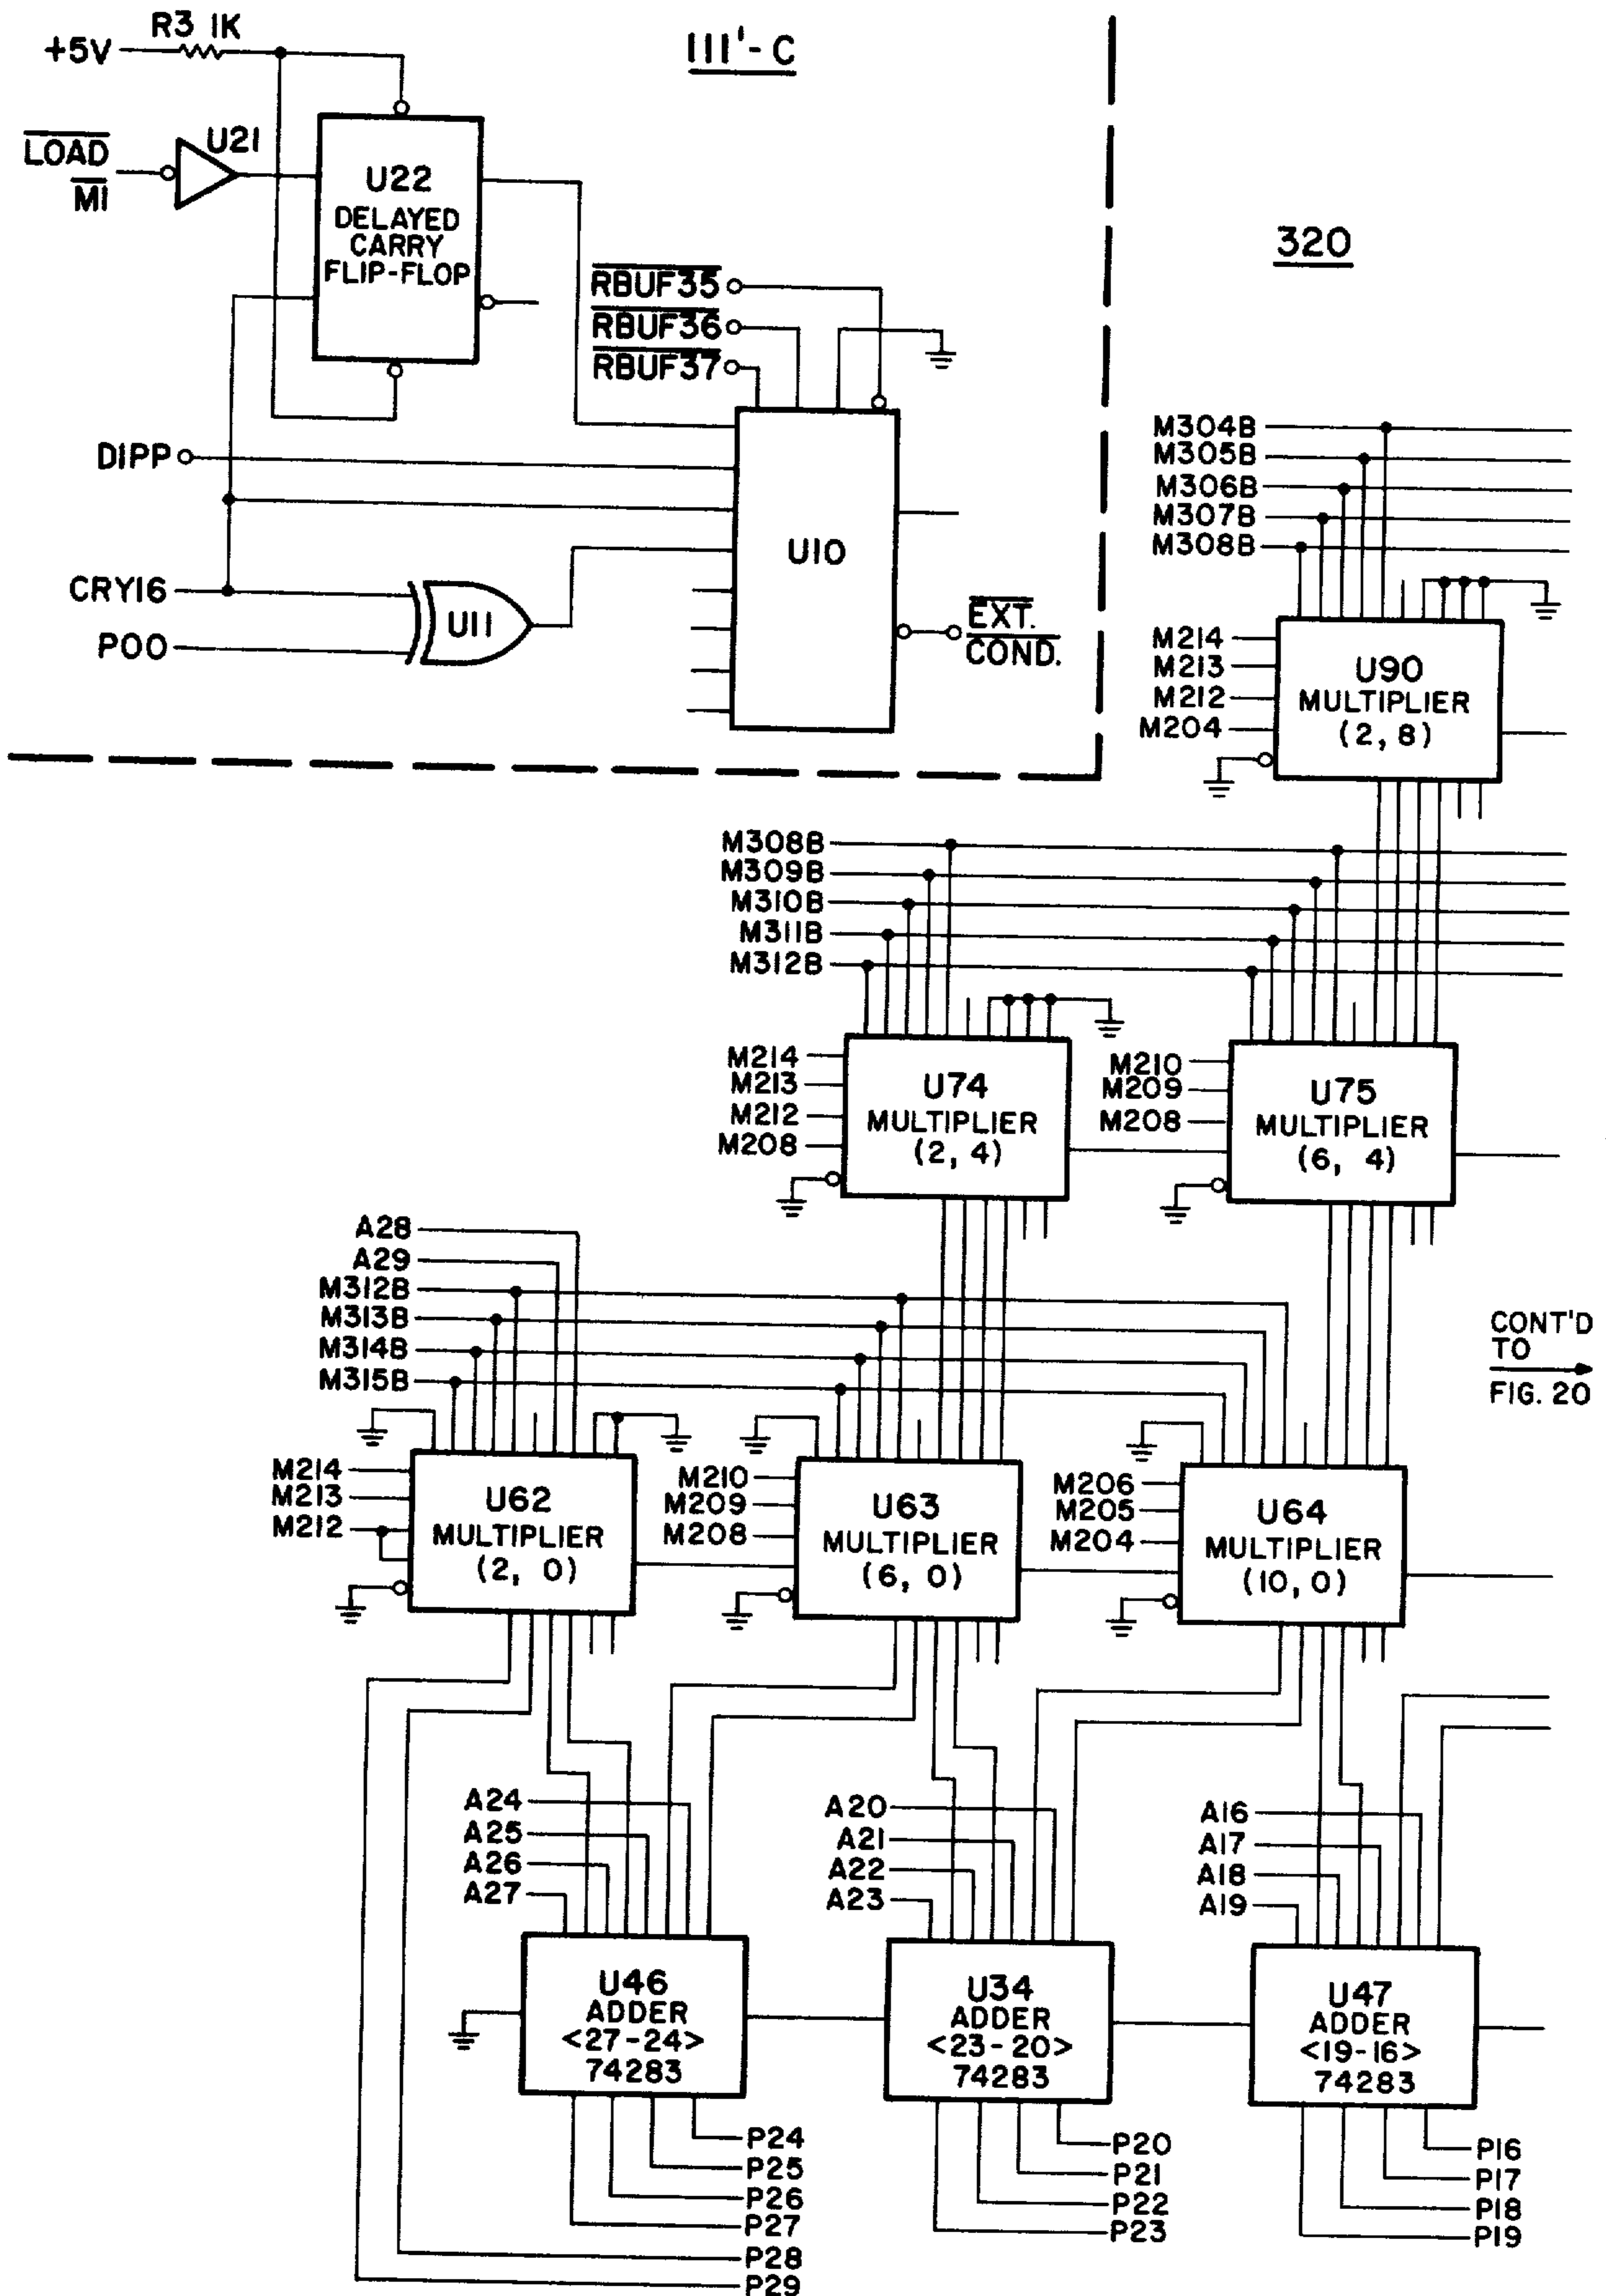 R3 1K
+5V
111'-C
LOAD
M1
U21
U22
DELAYED
CARRY
FLIP-FLOP
RBUF35
RBUF36
RBUF37
DIPP
CRY16
P00
U11
U10
EXT.
COND.
320
M304B
M305B
M306B
M307B
M308B
M214
M213
M212
M204
U90
MULTIPLIER
(2, 8)
M308B
M309B
M310B
M311B
M312B
M214
M213
M212
M208
U74
MULTIPLIER
(2, 4)
M210
M209
M208
U75
MULTIPLIER
(6, 4)
A28
A29
M312B
M313B
M314B
M315B
CONT'D
TO
FIG. 20
M214
M213
M212
U62
MULTIPLIER
(2, 0)
M210
M209
M208
U63
MULTIPLIER
(6, 0)
M206
M205
M204
U64
MULTIPLIER
(10, 0)
A24
A25
A26
A27
A20
A21
A22
A23
A16
A17
A18
A19
U46
ADDER
<27-24>
74283
U34
ADDER
<23-20>
74283
U47
ADDER
<19-16>
74283
P24
P25
P26
P27
P28
P29
P20
P21
P22
P23
P16
P17
P18
P19